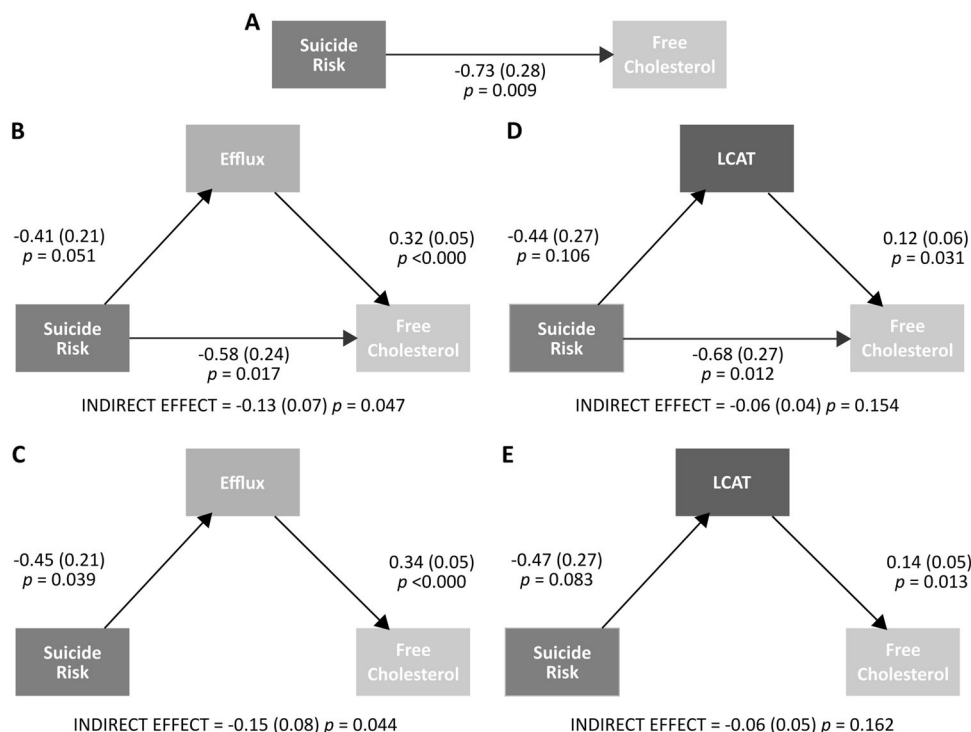 A
Suicide
Risk
-0.73 (0.28)
p = 0.009
Free
Cholesterol
B
Efflux
-0.41 (0.21)
p = 0.051
0.32 (0.05)
p <0.000
Suicide
Risk
-0.58 (0.24)
p = 0.017
Free
Cholesterol
INDIRECT EFFECT = -0.13 (0.07) p = 0.047
D
LCAT
-0.44 (0.27)
p = 0.106
0.12 (0.06)
p = 0.031
Suicide
Risk
-0.68 (0.27)
p = 0.012
Free
Cholesterol
INDIRECT EFFECT = -0.06 (0.04) p = 0.154
C
Efflux
-0.45 (0.21)
p = 0.039
0.34 (0.05)
p <0.000
Suicide
Risk
Free
Cholesterol
INDIRECT EFFECT = -0.15 (0.08) p = 0.044
E
LCAT
-0.47 (0.27)
p = 0.083
0.14 (0.05)
p = 0.013
Suicide
Risk
Free
Cholesterol
INDIRECT EFFECT = -0.06 (0.05) p = 0.162